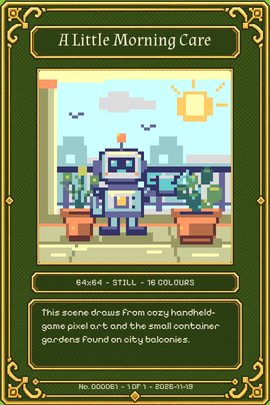 A Little Morning Care
64x64 - STILL - 16 COLOURS
This scene draws from cozy handheld-
game pixel art and the small container
gardens found on city balconies.
No. 000061 - 1 OF 1 - 2026-11-19